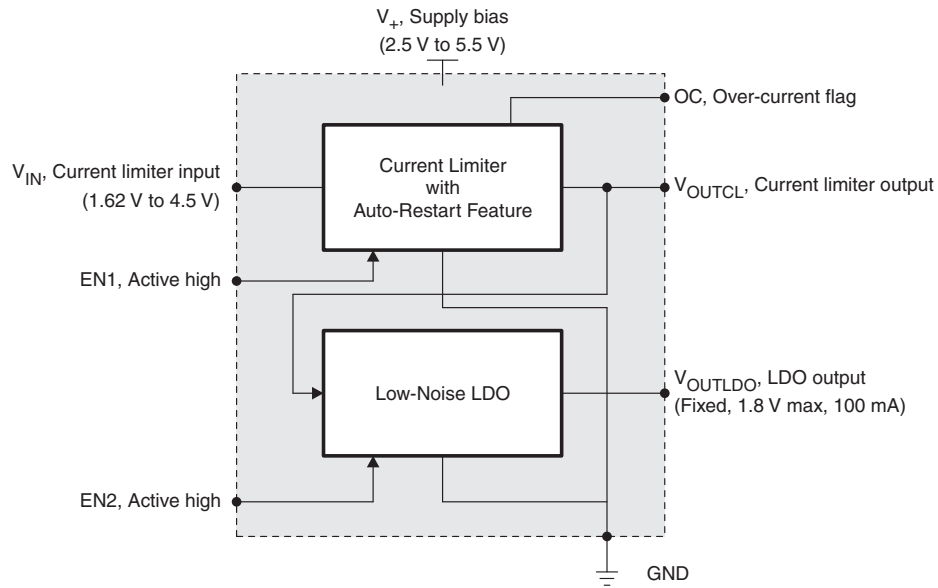 V+, Supply bias
(2.5 V to 5.5 V)
OC, Over-current flag
VIN, Current limiter input
(1.62 V to 4.5 V)
Current Limiter
with
Auto-Restart Feature
VOUTCL, Current limiter output
EN1, Active high
Low-Noise LDO
VOUTLDO, LDO output
(Fixed, 1.8 V max, 100 mA)
EN2, Active high
GND